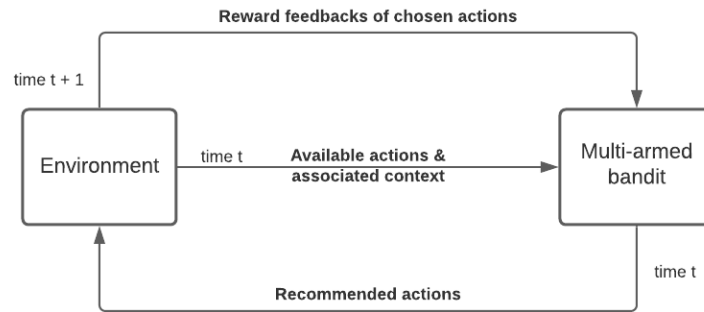 Reward feedbacks of chosen actions
time t + 1
Environment
time t
Available actions &
associated context
Multi-armed
bandit
time t
Recommended actions